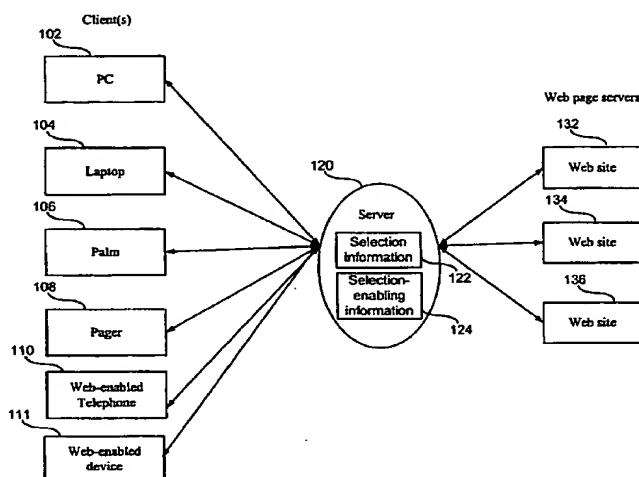 Client(s)
102
PC
104
Laptop
106
Palm
108
Pager
110
Web-enabled
Telephone
111
Web-enabled
device
120
Server
Selection
Information
122
Selection-
enabling
information
124
Web page servers
132
Web site
134
Web site
136
Web site